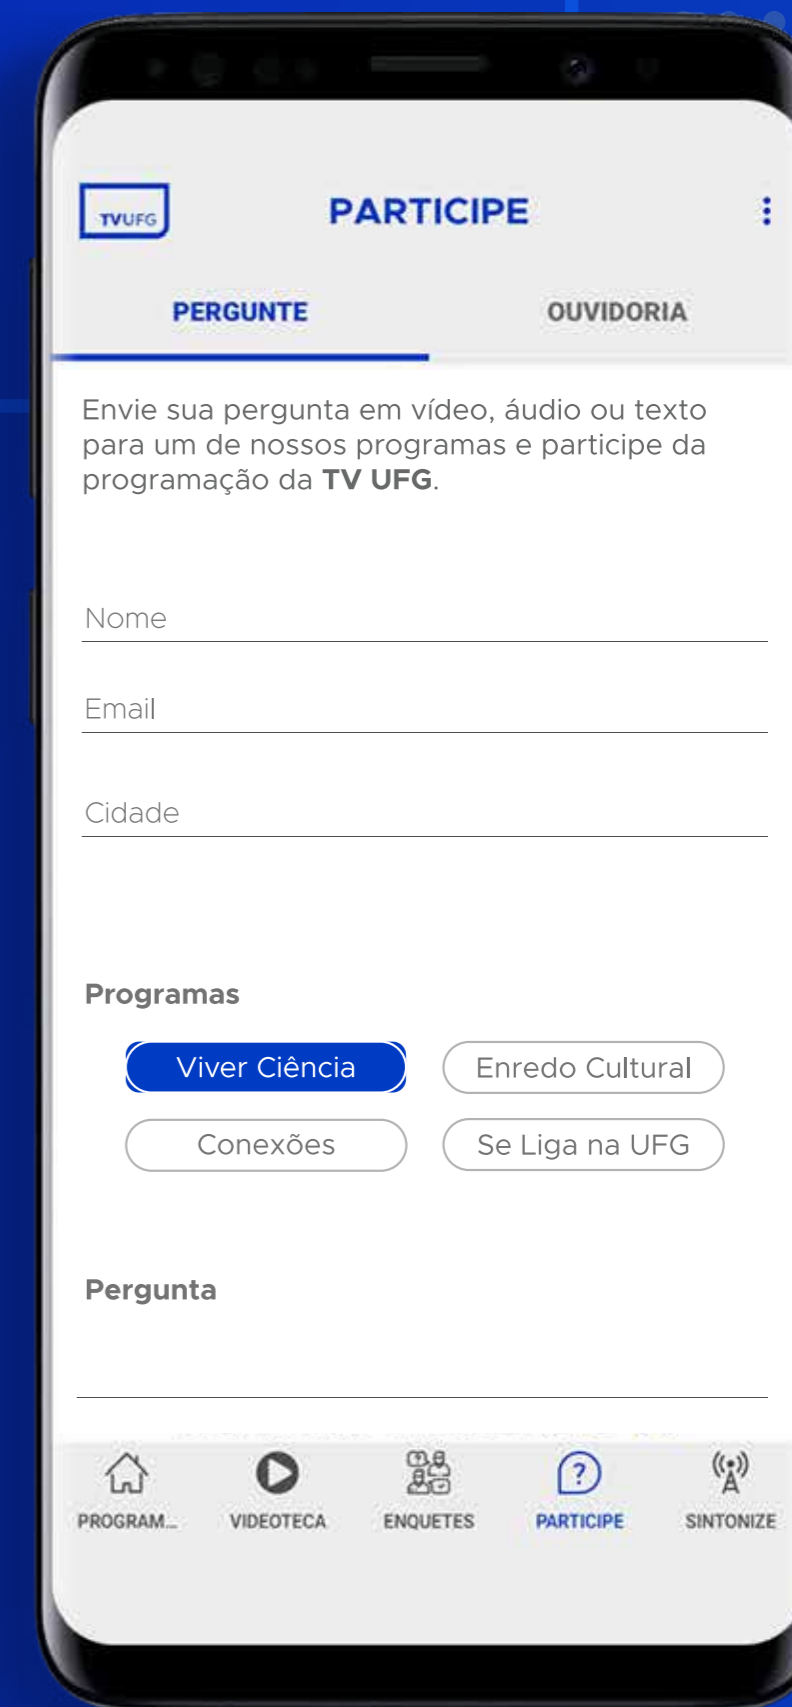 TVUFG
PARTICIPE
PERGUNTE
OUVIDORIA
Envie sua pergunta em vídeo, áudio ou texto
para um de nossos programas e participe da
programação da TV UFG.
Nome
Email
Cidade
Programas
Viver Ciência
Enredo Cultural
Conexões
Se Liga na UFG
Pergunta
?
PROGRAM...
VIDEOTECA
ENQUETES
PARTICIPE
SINTONIZE